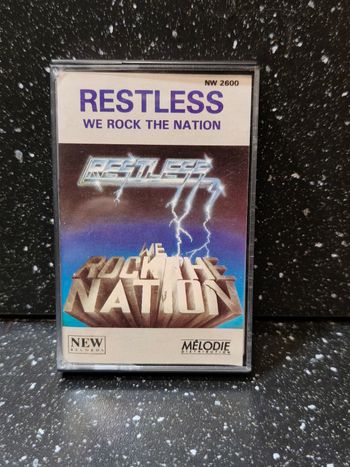 NW 2600
RESTLESS
WE ROCK THE NATION
RESTLESS
WE
ROCK THE
NATION
NEW
RECORDS
MÉLODIE
DISTRIBUTION